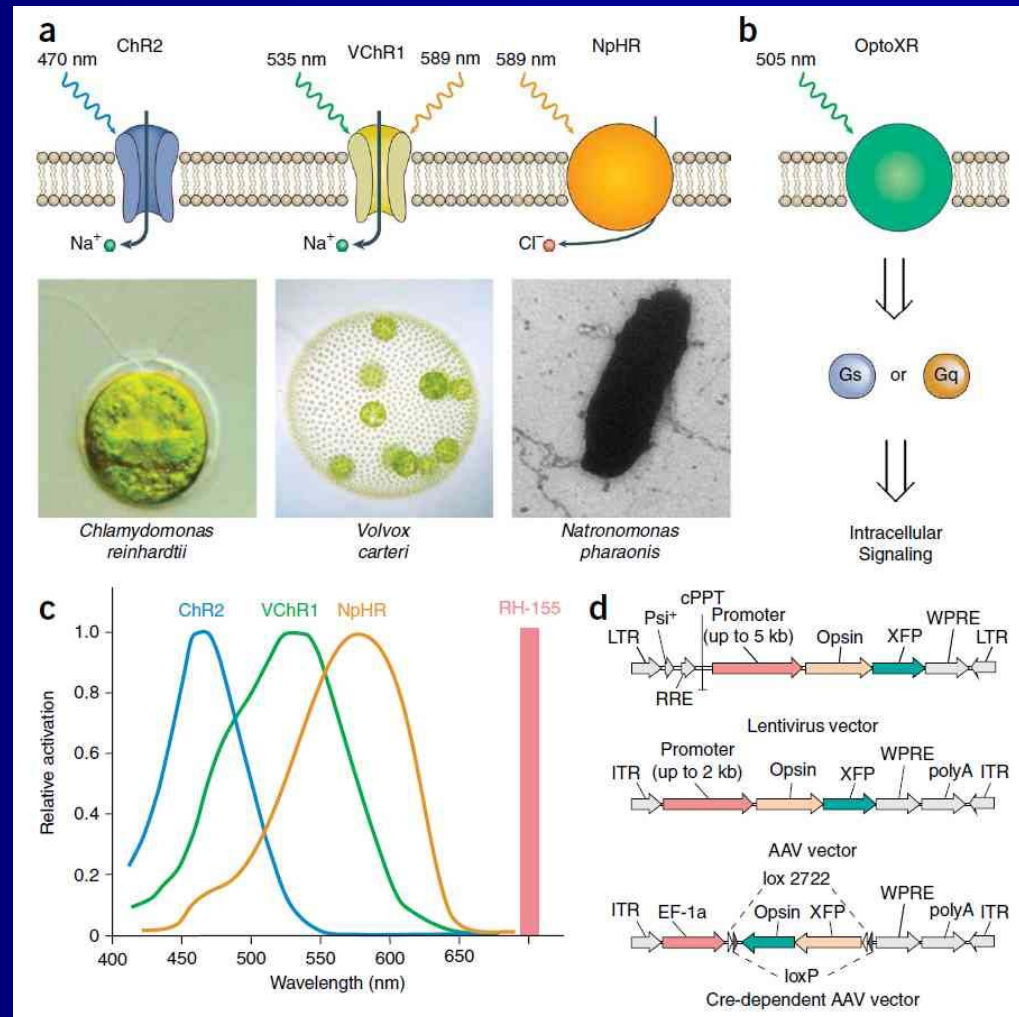 a
ChR2
VChR1
NpHR
470 nm
535 nm
589 nm
589 nm
Na+
Na+
Cl−
Chlamydomonas
reinhardtii
Volvox
carteri
Natronomonas
pharaonis
b
OptoXR
505 nm
Gs or Gq
Intracellular
Signaling
c
ChR2
VChR1
NpHR
RH-155
1.0
0.8
0.6
0.4
0.2
0
Relative activation
400 450 500 550 600 650
Wavelength (nm)
d
cPPT
Psi+
Promoter
(up to 5 kb)
Opsin
XFP
WPRE
LTR
LTR
RRE
Lentivirus vector
Promoter
(up to 2 kb)
ITR
Opsin
XFP
WPRE
polyA
ITR
AAV vector
lox 2722
ITR
EF-1a
Opsin
XFP
WPRE
polyA
ITR
loxP
Cre-dependent AAV vector